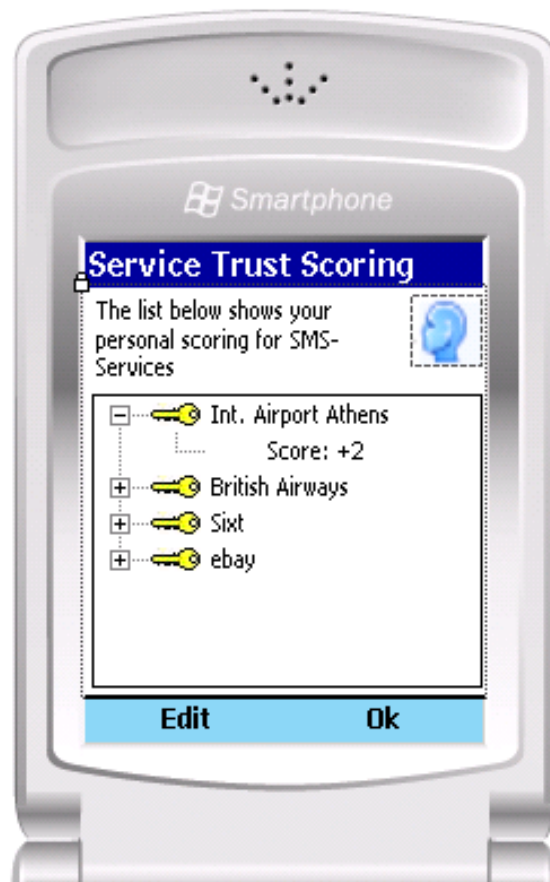 Smartphone
Service Trust Scoring
The list below shows your
personal scoring for SMS-
Services
Int. Airport Athens
Score: +2
British Airways
Sixt
ebay
Edit Ok